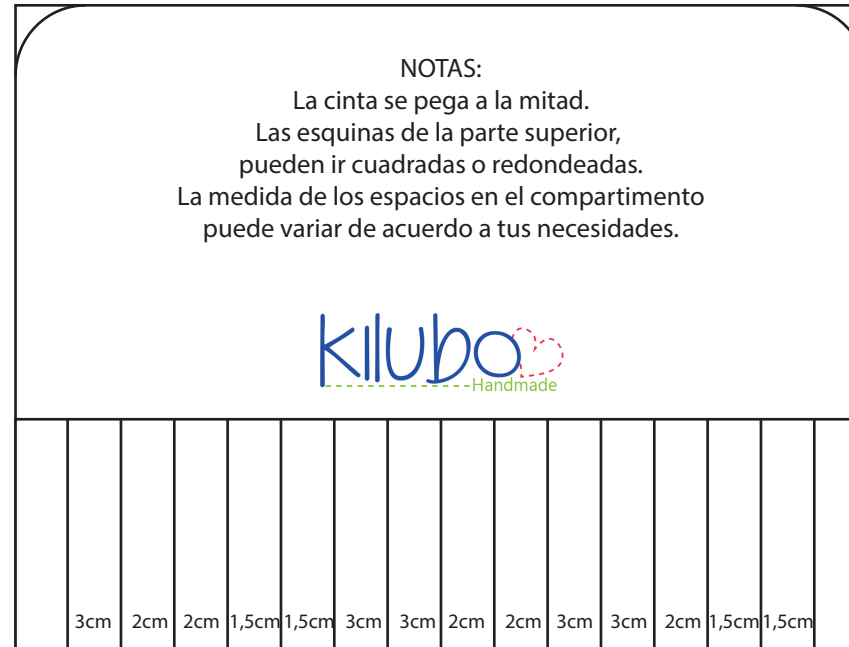 NOTAS:
La cinta se pega a la mitad.
Las esquinas de la parte superior,
pueden ir cuadradas o redondeadas.
La medida de los espacios en el compartimento
puede variar de acuerdo a tus necesidades.
kilubo
Handmade
3cm 2cm 2cm 1,5cm 1,5cm 3cm 3cm 2cm 2cm 3cm 3cm 2cm 1,5cm 1,5cm